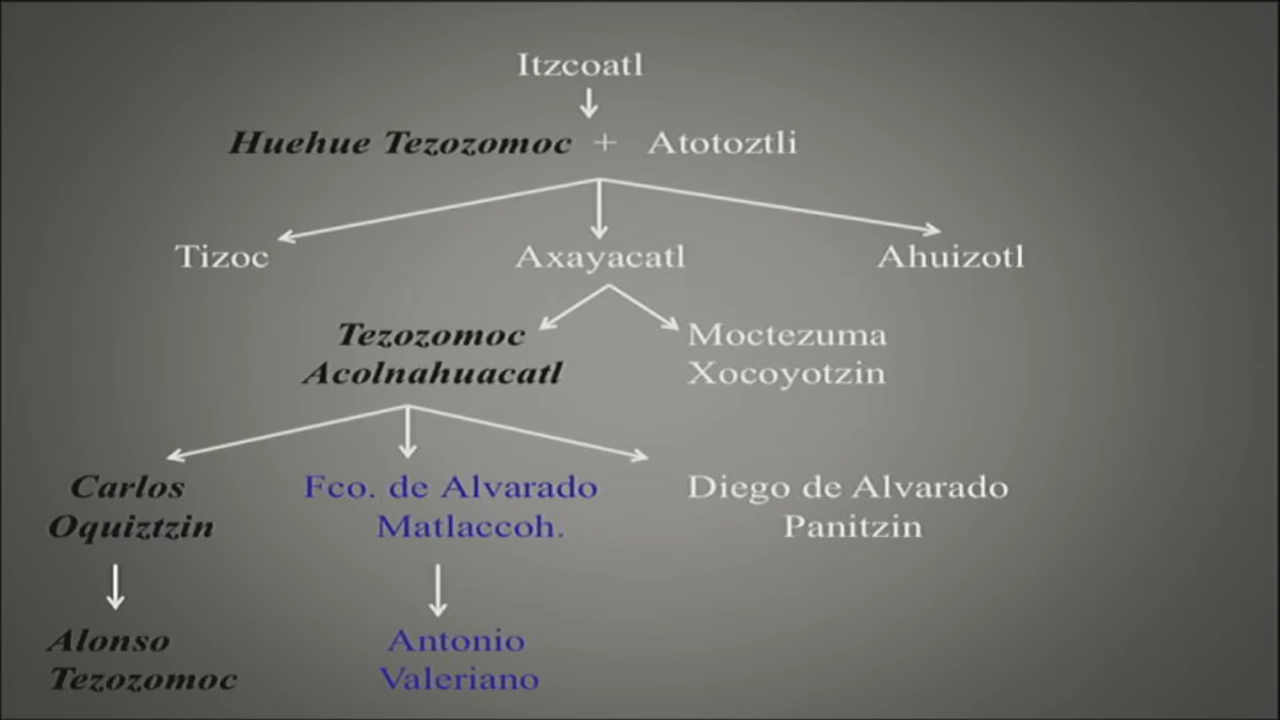 Itzcoatl
Huehue Tezozomoc + Atotoztli
Tizoc Axayacatl Ahuizotl
Tezozomoc Moctezuma
Acolnahuacatl Xocoyotzin
Carlos Fco. de Alvarado Diego de Alvarado
Oquiztzin Matlaccoh. Panitzin
Alonso Antonio
Tezozomoc Valeriano